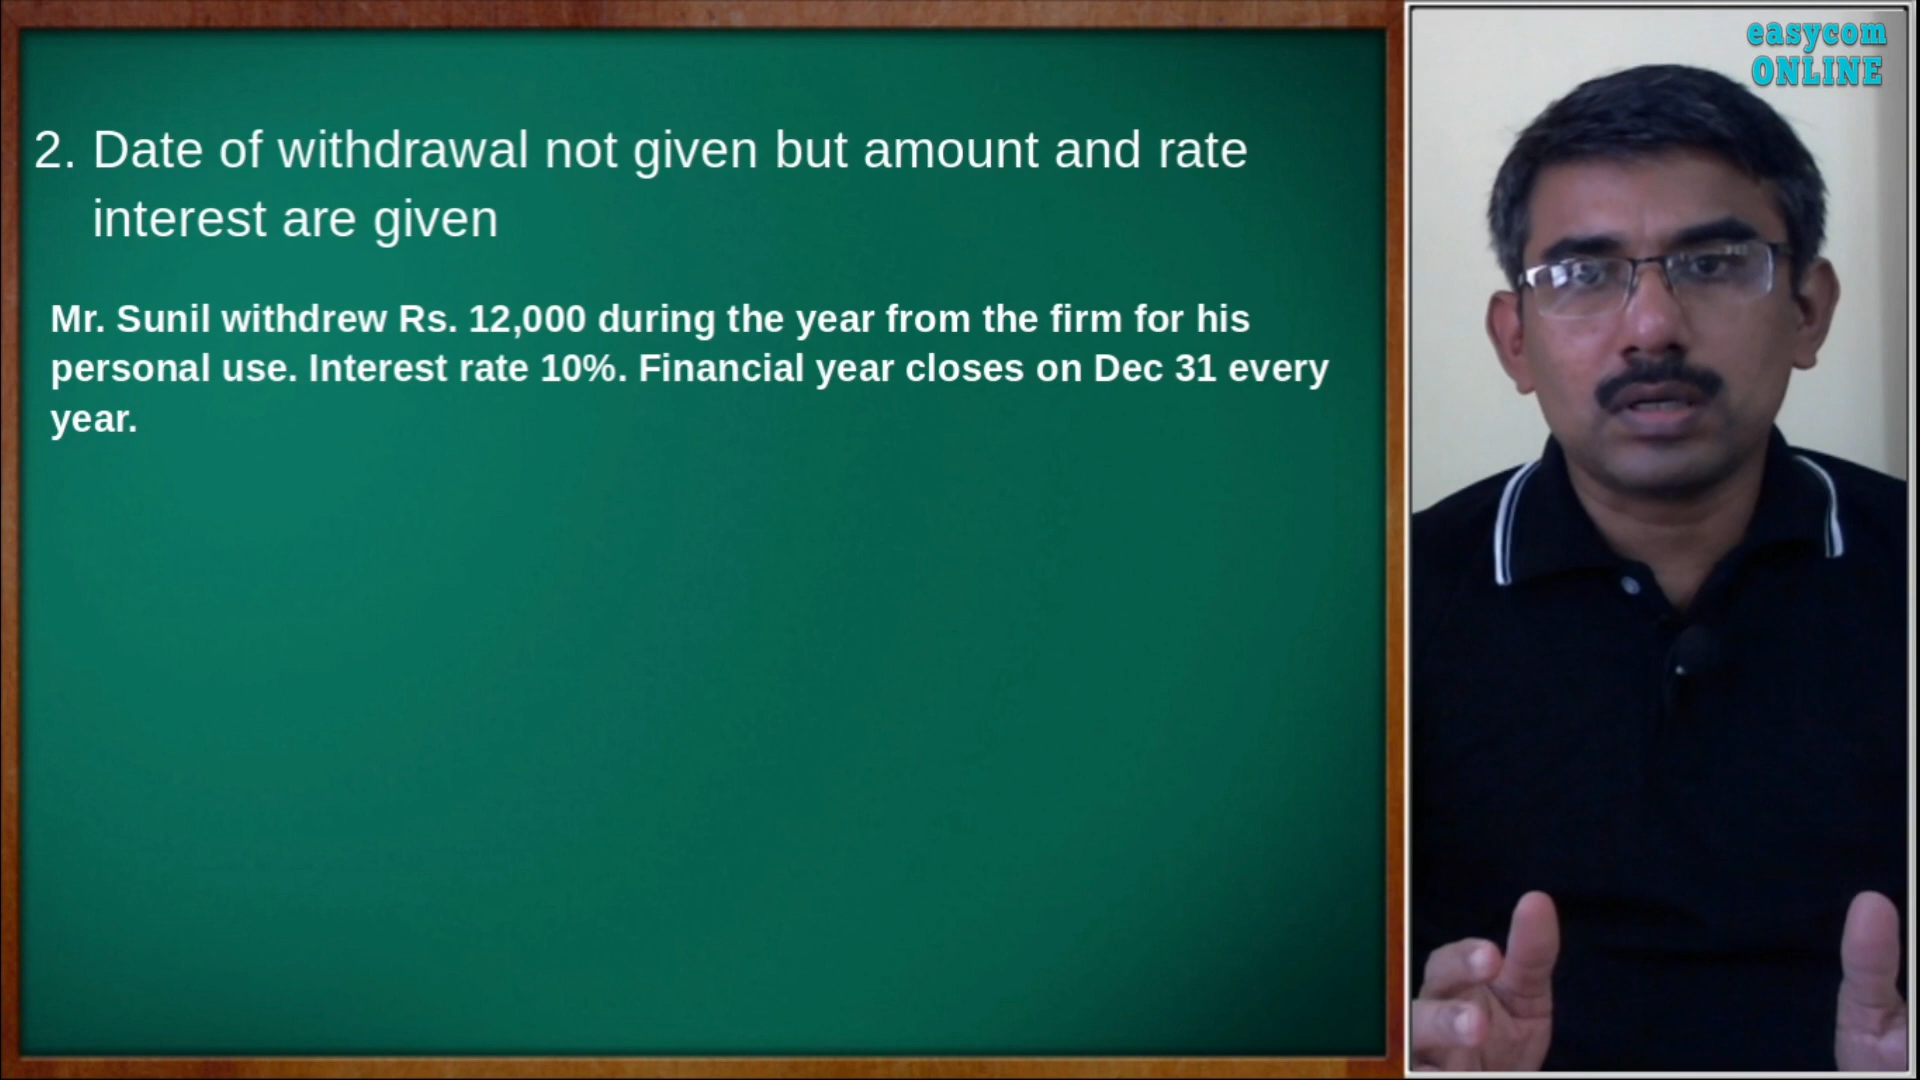 easycom
ONLINE
2. Date of withdrawal not given but amount and rate
interest are given
Mr. Sunil withdrew Rs. 12,000 during the year from the firm for his
personal use. Interest rate 10%. Financial year closes on Dec 31 every
year.